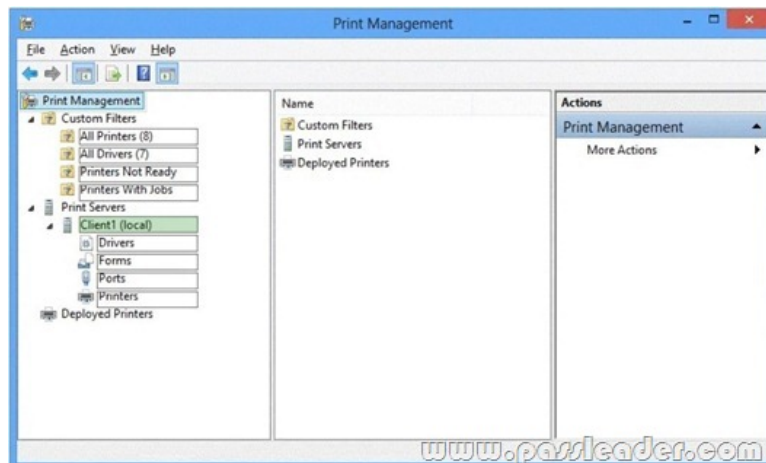 Print Management
File Action View Help
Print Management
Custom Filters
All Printers (8)
All Drivers (7)
Printers Not Ready
Printers With Jobs
Print Servers
Client1 (local)
Drivers
Forms
Ports
Printers
Deployed Printers
Name
Custom Filters
Print Servers
Deployed Printers
Actions
Print Management
More Actions
www.passleader.com